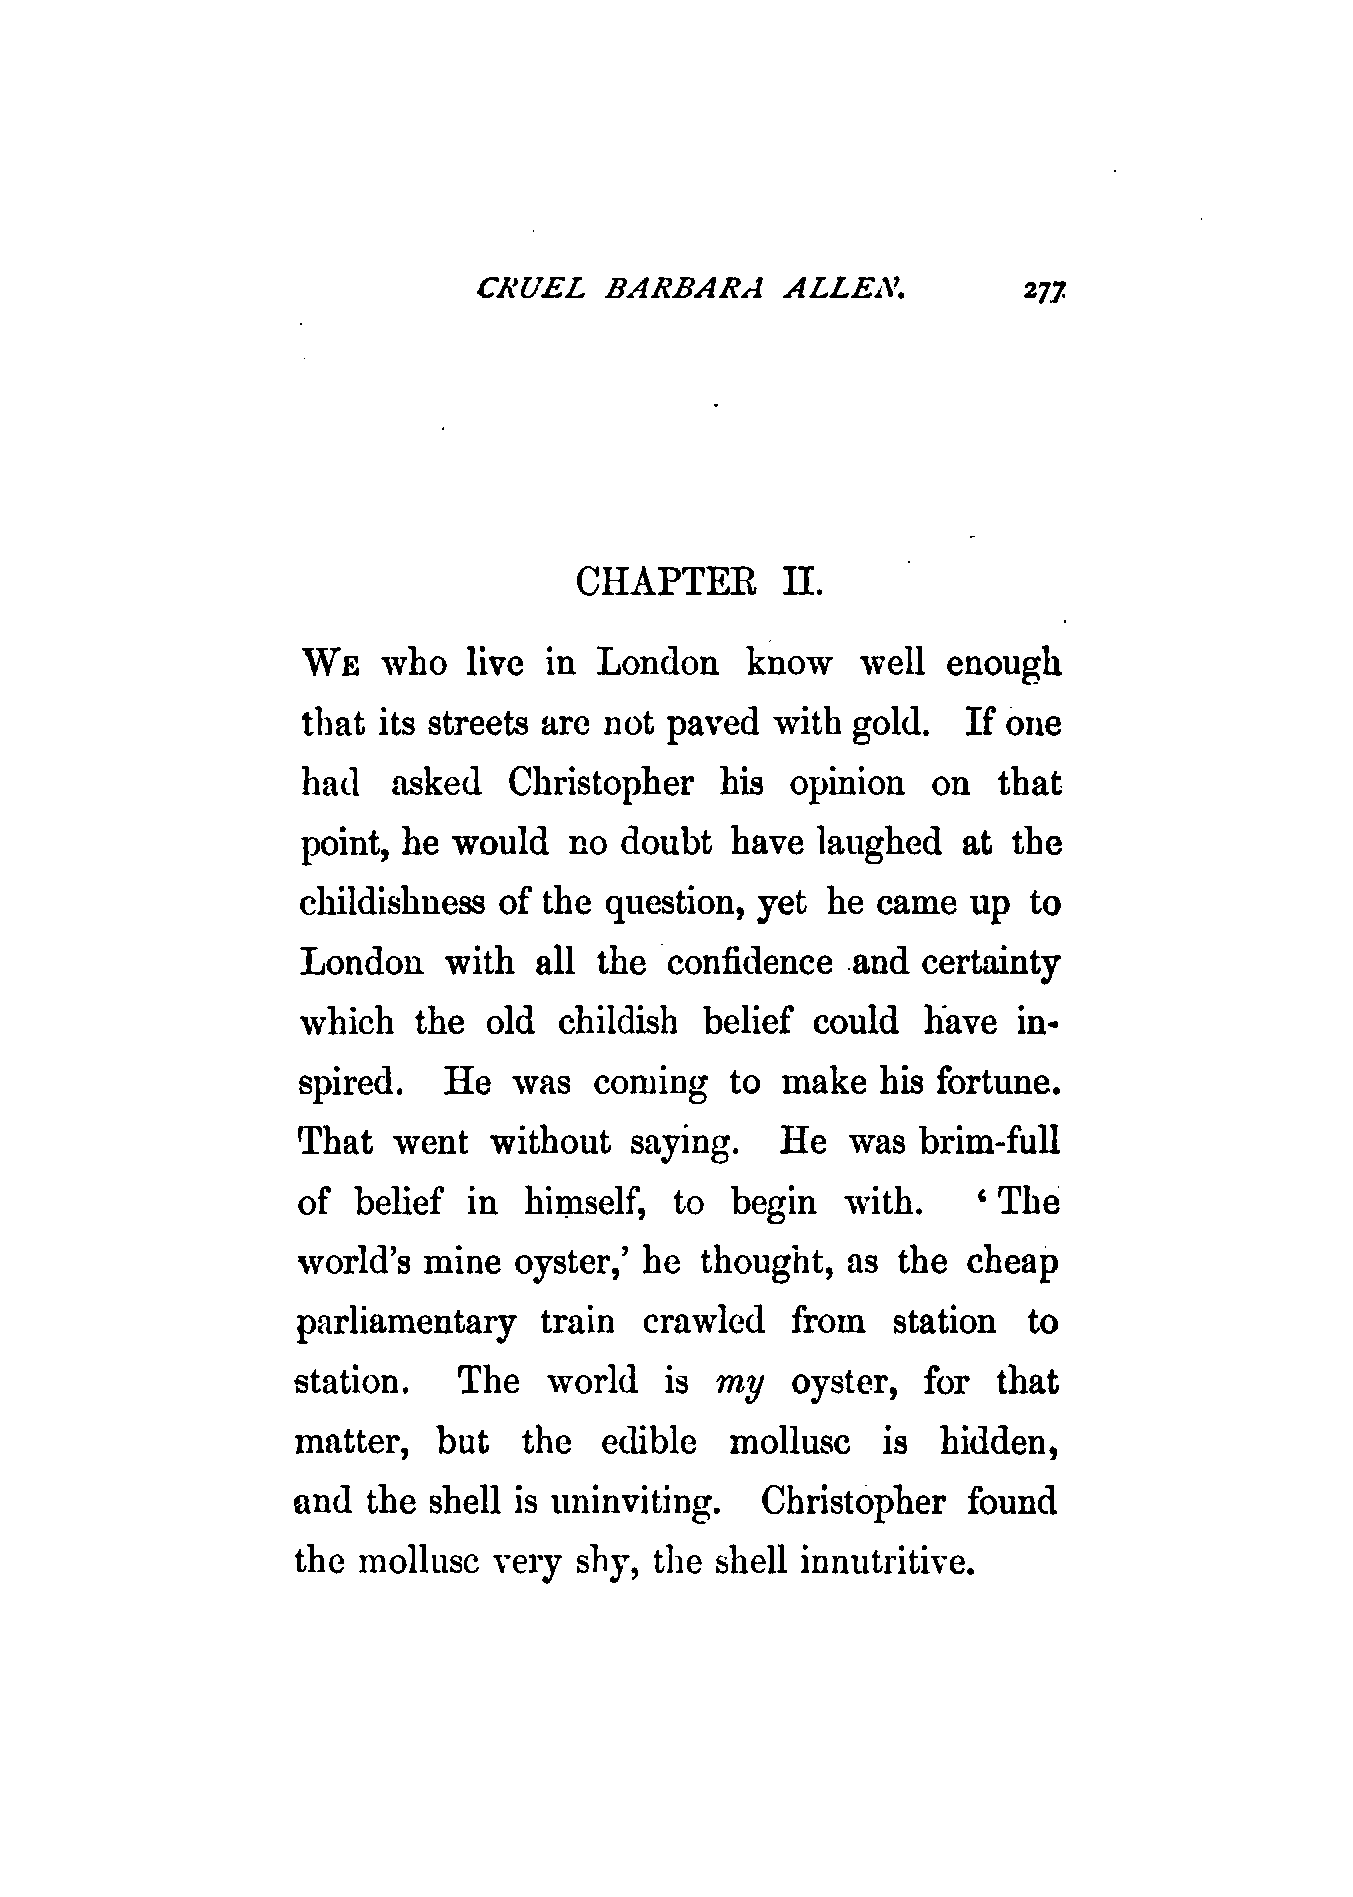 CRUEL BARBARA ALLEN. 277
CHAPTER II.
WE who live in London know well enough
that its streets are not paved with gold. If one
had asked Christopher his opinion on that
point, he would no doubt have laughed at the
childishness of the question, yet he came up to
London with all the confidence and certainty
which the old childish belief could have in-
spired. He was coming to make his fortune.
That went without saying. He was brim-full
of belief in himself, to begin with. ‘The
world's mine oyster,’ he thought, as the cheap
parliamentary train crawled from station to
station. The world is my oyster, for that
matter, but the edible mollusc is hidden,
and the shell is uninviting. Christopher found
the mollusc very shy, the shell innutritive.